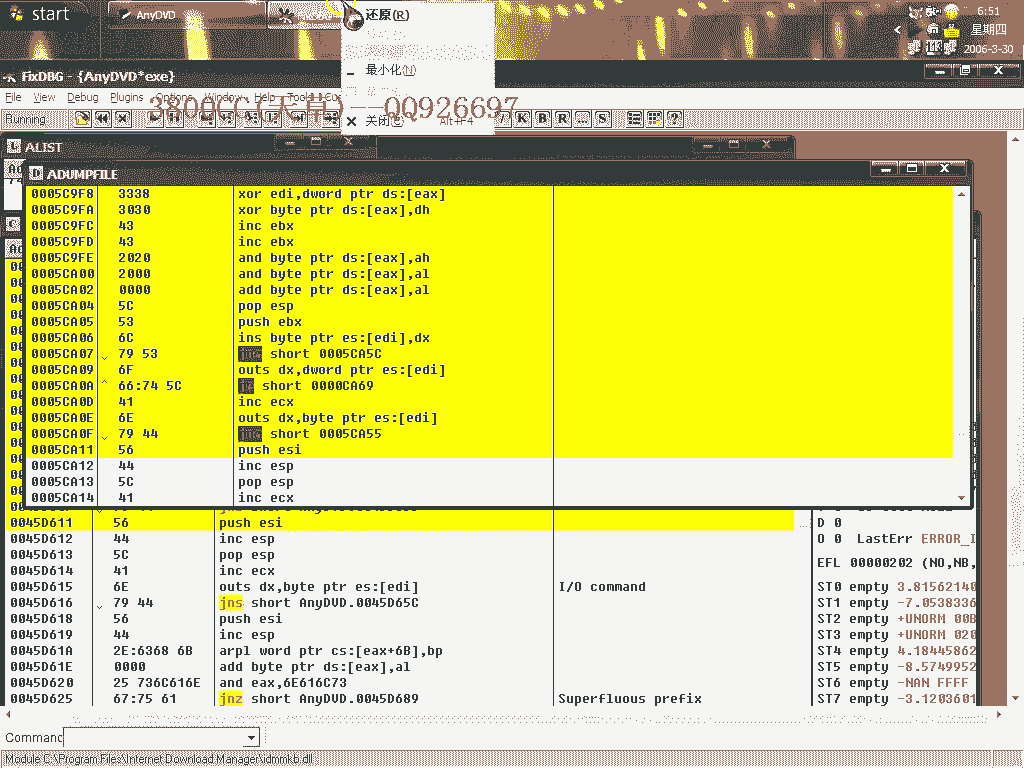 start
AnyDVD
还原(R)
最小化(N)
关闭(C)
Alt+F4
6:51
星期四
2006-3-30
FixDBG - {AnyDVD*exe}
File View Debug Plugins Options Window Help Tools
3800CC(天草)--QQ926697
Running
K B R ... S
ALIST
ADUMPFILE
0005C9F8 3338 xor edi,dword ptr ds:[eax]
0005C9FA 3030 xor byte ptr ds:[eax],dh
0005C9FC 43 inc ebx
0005C9FD 43 inc ebx
0005C9FE 2020 and byte ptr ds:[eax],ah
0005CA00 2000 and byte ptr ds:[eax],al
0005CA02 0000 add byte ptr ds:[eax],al
0005CA04 5C pop esp
0005CA05 53 push ebx
0005CA06 6C ins byte ptr es:[edi],dx
0005CA07 79 53 jns short 0005CA5C
0005CA09 6F outs dx,dword ptr es:[edi]
0005CA0A 66:74 5C je short 0000CA69
0005CA0D 41 inc ecx
0005CA0E 6E outs dx,byte ptr es:[edi]
0005CA0F 79 44 jns short 0005CA55
0005CA11 56 push esi
0005CA12 44 inc esp
0005CA13 5C pop esp
0005CA14 41 inc ecx
0045D611 56 push esi
0045D612 44 inc esp
0045D613 5C pop esp
0045D614 41 inc ecx
0045D615 6E outs dx,byte ptr es:[edi] I/O command
0045D616 79 44 jns short AnyDVD.0045D65C
0045D618 56 push esi
0045D619 44 inc esp
0045D61A 2E:6368 6B arpl word ptr cs:[eax+6B],bp
0045D61E 0000 add byte ptr ds:[eax],al
0045D620 25 736C616E and eax,6E616C73
0045D625 67:75 61 jnz short AnyDVD.0045D689 Superfluous prefix
D 0
O 0 LastErr ERROR_I
EFL 00000202 (NO,NB,
ST0 empty 3.81562140
ST1 empty -7.0538336
ST2 empty +UNORM 00B
ST3 empty +UNORM 020
ST4 empty 4.18445862
ST5 empty -8.5749952
ST6 empty -NAN FFFF
ST7 empty -3.1203601
Command
Module C:\Program Files\Internet Download Manager\idmmkb.dll